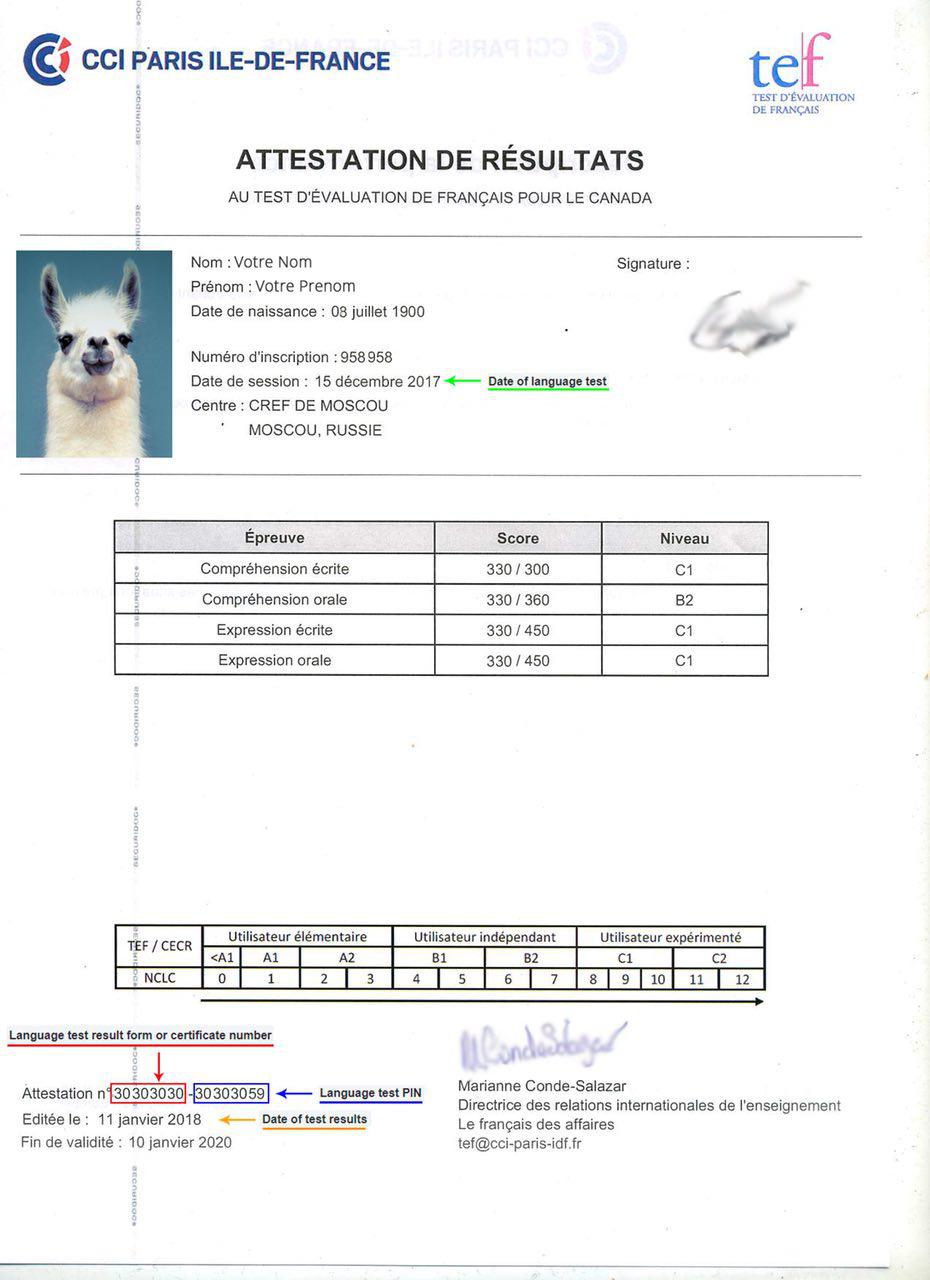 CCI PARIS ILE-DE-FRANCE
tef
TEST D'ÉVALUATION
DE FRANÇAIS
ATTESTATION DE RÉSULTATS
AU TEST D'ÉVALUATION DE FRANÇAIS POUR LE CANADA
Nom : Votre Nom
Signature :
Prénom : Votre Prenom
Date de naissance : 08 juillet 1900
Numéro d'inscription : 958958
Date de session : 15 décembre 2017 Date of language test
Centre : CREF DE MOSCOU
MOSCOU, RUSSIE
Épreuve Score Niveau
Compréhension écrite 330 / 300 C1
Compréhension orale 330 / 360 B2
Expression écrite 330 / 450 C1
Expression orale 330 / 450 C1
TEF / CECR Utilisateur élémentaire Utilisateur indépendant Utilisateur expérimenté
<A1 A1 A2 B1 B2 C1 C2
NCLC 0 1 2 3 4 5 6 7 8 9 10 11 12
Language test result form or certificate number
Attestation n° 30303030 - 30303059 Language test PIN
Editée le : 11 janvier 2018 Date of test results
Fin de validité : 10 janvier 2020
Marianne Conde-Salazar
Directrice des relations internationales de l'enseignement
Le français des affaires
tef@cci-paris-idf.fr